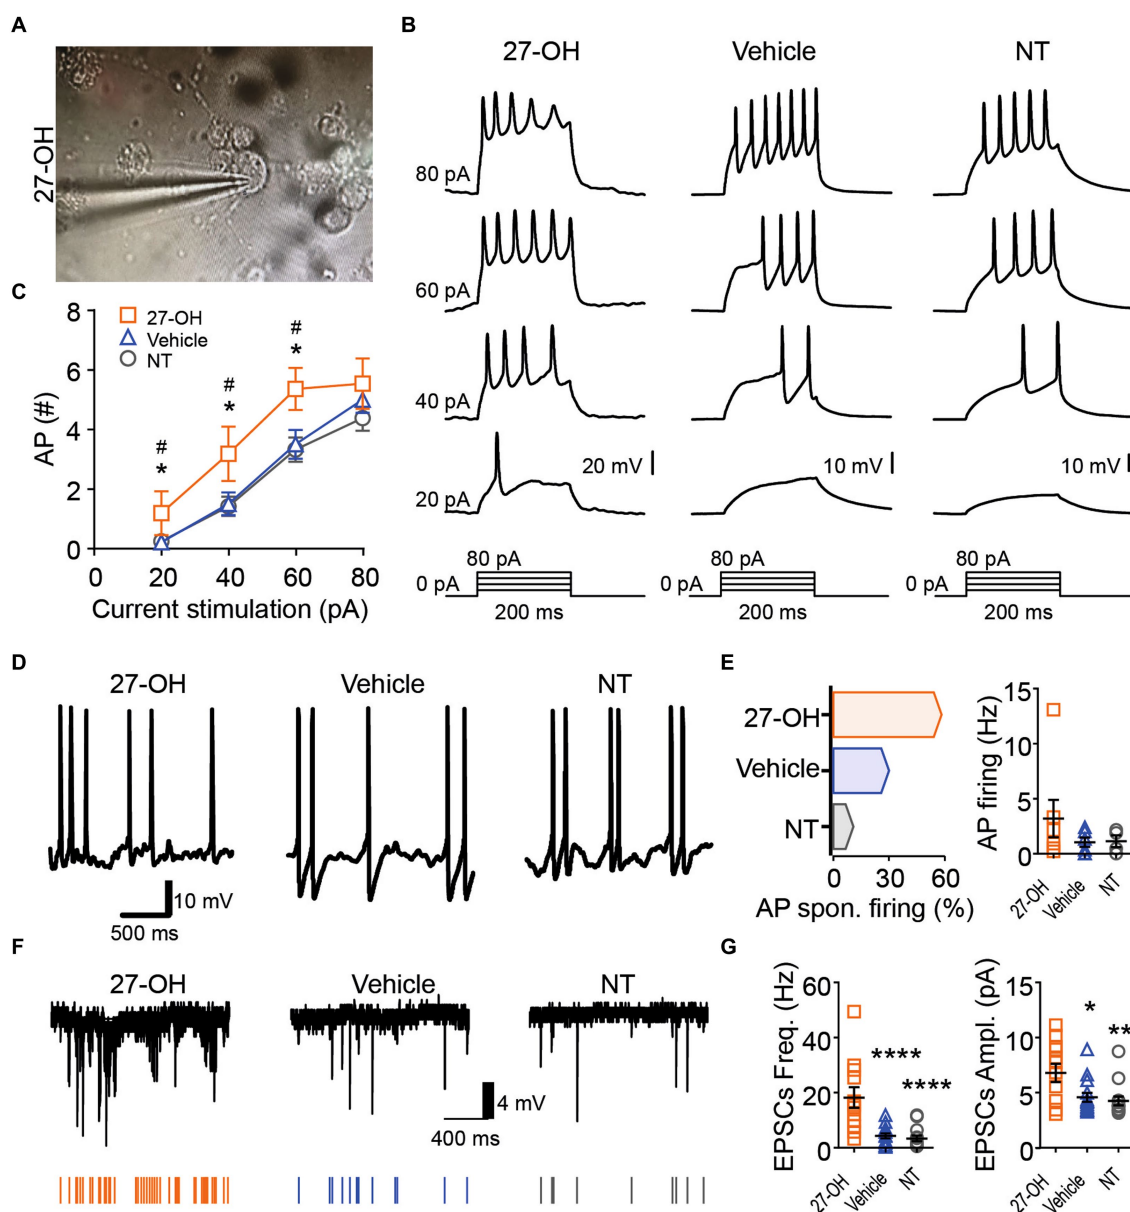 A
27-OH
B
27-OH Vehicle NT
80 pA
60 pA
40 pA
20 mV 10 mV 10 mV
20 pA
80 pA 80 pA 80 pA
0 pA 0 pA 0 pA
200 ms 200 ms 200 ms
C
27-OH
Vehicle
NT
# # #
* * *
AP (#)
8
6
4
2
0
0 20 40 60 80
Current stimulation (pA)
D
27-OH Vehicle NT
10 mV
500 ms
E
27-OH
Vehicle
NT
0 30 60
AP spon. firing (%)
AP firing (Hz)
15
10
5
0
27-OH Vehicle NT
F
27-OH Vehicle NT
4 mV
400 ms
G
EPSCs Freq. (Hz)
60
40
20
0
**** ****
27-OH Vehicle NT
EPSCs Ampl. (pA)
15
10
5
0
* **
27-OH Vehicle NT